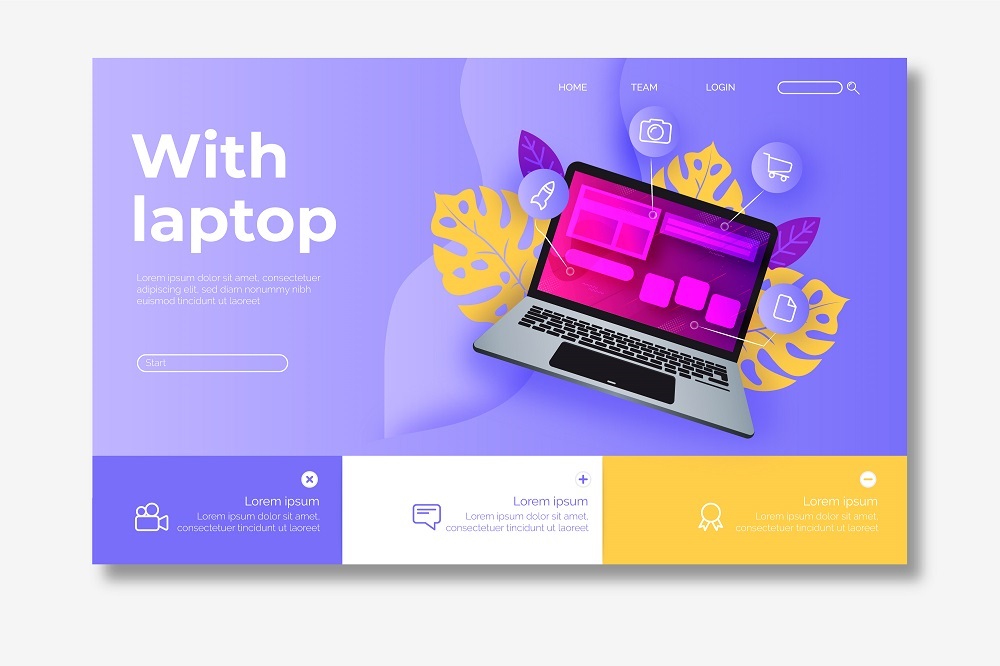 HOME TEAM LOGIN
With
laptop
Lorem ipsum dolor sit amet, consectetuer
adipiscing elit, sed diam nonummy nibh
euismod tincidunt ut laoreet
Start
Lorem ipsum
Lorem ipsum dolor sit amet,
consectetuer tincidunt ut laoreet
Lorem ipsum
Lorem ipsum dolor sit amet,
consectetuer tincidunt ut laoreet
Lorem ipsum
Lorem ipsum dolor sit amet,
consectetuer tincidunt ut laoreet